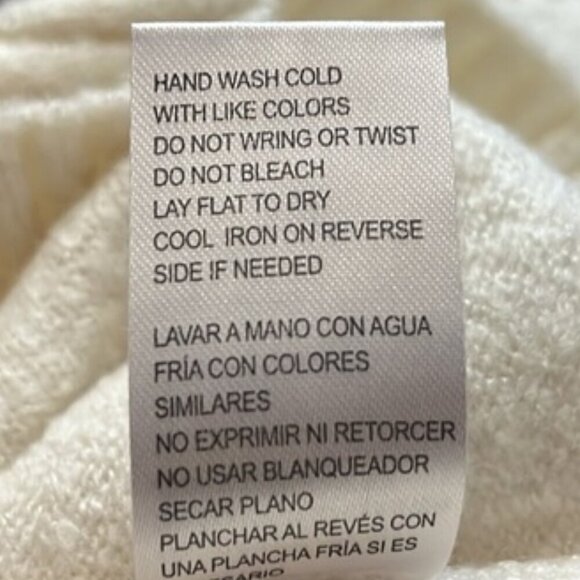 HAND WASH COLD
WITH LIKE COLORS
DO NOT WRING OR TWIST
DO NOT BLEACH
LAY FLAT TO DRY
COOL IRON ON REVERSE
SIDE IF NEEDED
LAVAR A MANO CON AGUA
FRÍA CON COLORES
SIMILARES
NO EXPRIMIR NI RETORCER
NO USAR BLANQUEADOR
SECAR PLANO
PLANCHAR AL REVÉS CON
UNA PLANCHA FRÍA SI ES